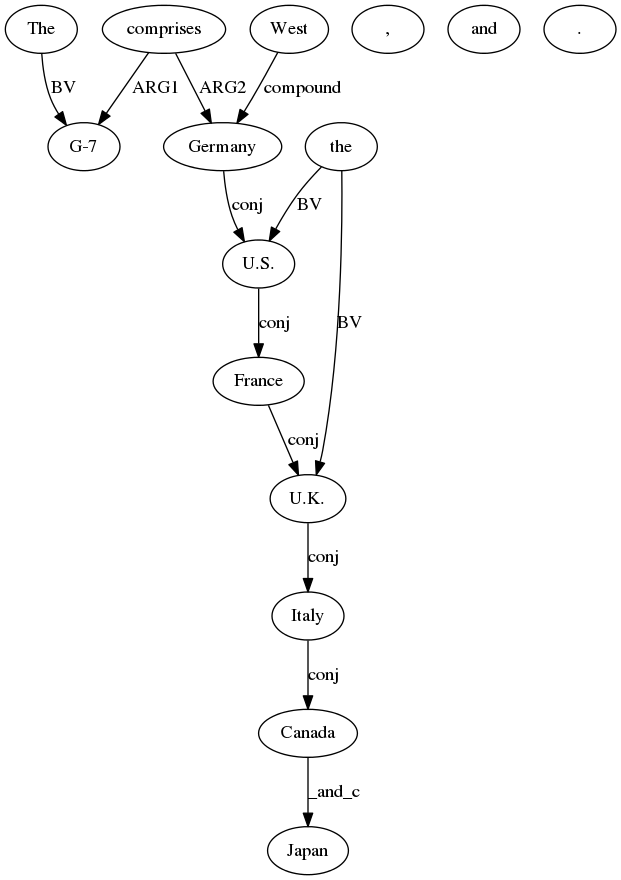 The comprises West , and .
BV ARG1 ARG2 compound
G-7 Germany the
conj BV
U.S.
conj BV
France
conj
U.K.
conj
Italy
conj
Canada
_and_c
Japan